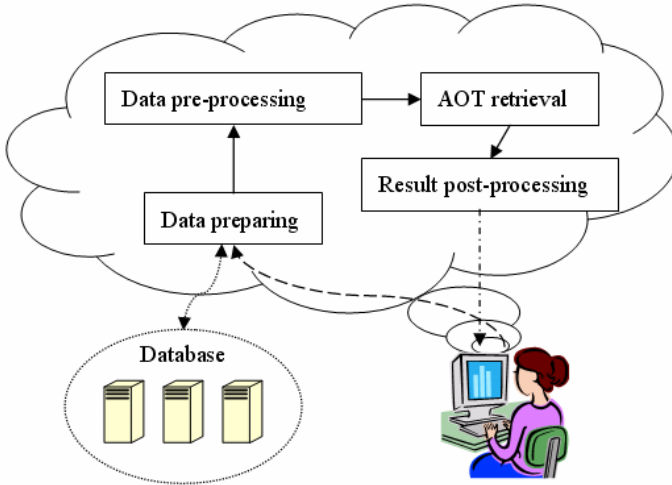 Data pre-processing
AOT retrieval
Result post-processing
Data preparing
Database